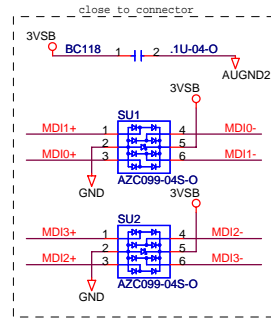 close to connector
3VSB
BC118 1 2 .1U-04-O
AUGND2
3VSB
SU1
MDI1+ 1 4 MDI0-
2 5
MDI0+ 3 6 MDI1-
GND
AZC099-04S-O
3VSB
SU2
MDI3+ 1 4 MDI2-
2 5
MDI2+ 3 6 MDI3-
GND
AZC099-04S-O